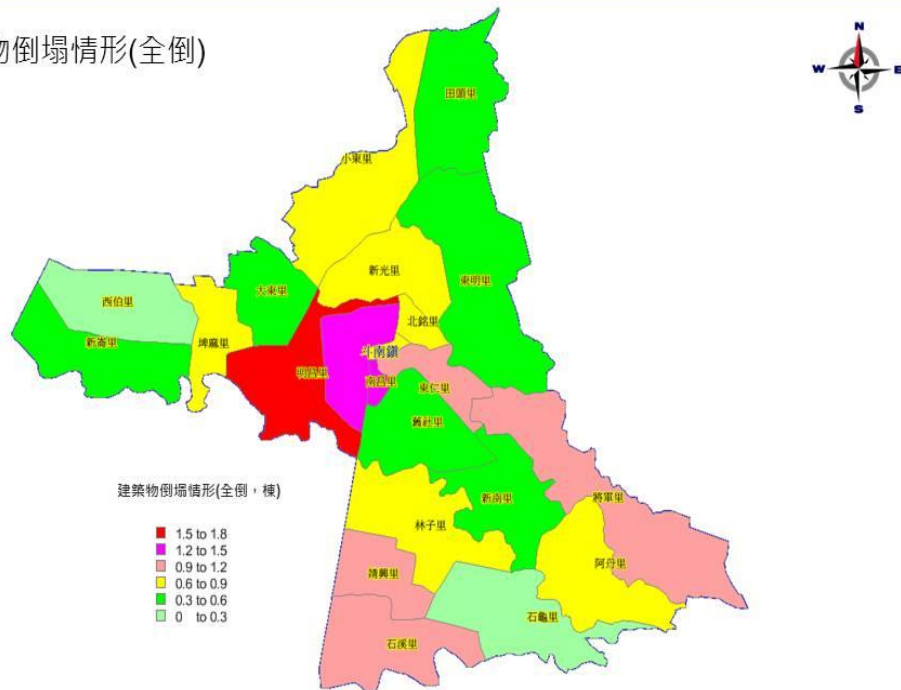 物倒塌情形(全倒)
N
W
E
S
田頭里
小東里
新光里
東明里
大東里
西伯里
北銘里
新崙里
埤麻里
斗南鎮
明昌里
南昌里
東仁里
舊社里
建築物倒塌情形(全倒，棟)
新南里
將軍里
林子里
阿丹里
靖興里
石龜里
石溪里
1.5 to 1.8
1.2 to 1.5
0.9 to 1.2
0.6 to 0.9
0.3 to 0.6
0 to 0.3